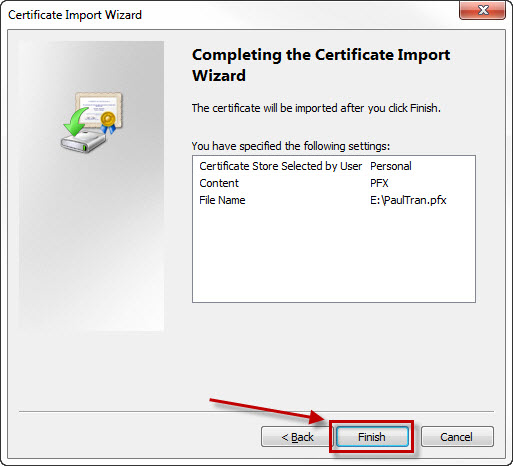 Certificate Import Wizard
Completing the Certificate Import
Wizard
The certificate will be imported after you click Finish.
You have specified the following settings:
Certificate Store Selected by User Personal
Content PFX
File Name E:\PaulTran.pfx
< Back Finish Cancel